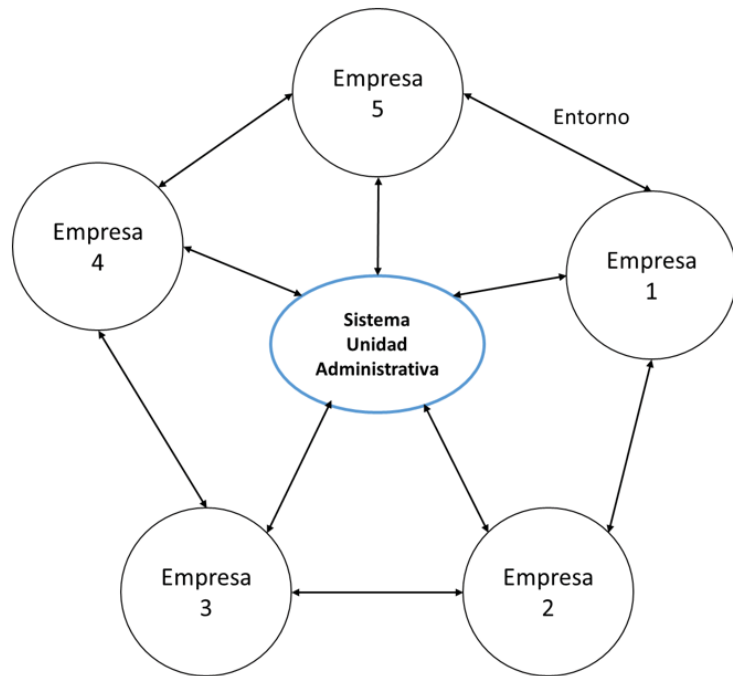 Empresa
5
Entorno
Empresa
4
Empresa
1
Sistema
Unidad
Administrativa
Empresa
3
Empresa
2